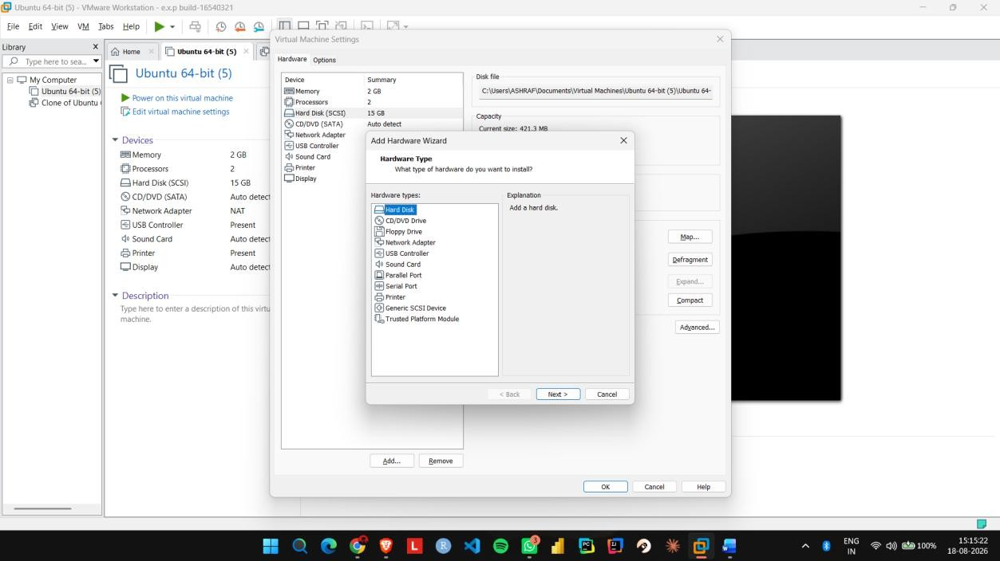 Ubuntu 64-bit (5) - VMware Workstation - e.x.p build-16540321
File Edit View VM Tabs Help
Library
Type here to sea...
My Computer
Ubuntu 64-bit (5)
Clone of Ubuntu
Home
Ubuntu 64-bit (5)
Ubuntu 64-bit (5)
Power on this virtual machine
Edit virtual machine settings
Devices
Memory 2 GB
Processors 2
Hard Disk (SCSI) 15 GB
CD/DVD (SATA) Auto detect
Network Adapter NAT
USB Controller Present
Sound Card Auto detect
Printer Present
Display Auto detect
Description
Type here to enter a description of this virtu
machine.
Virtual Machine Settings
Hardware Options
Device Summary
Memory 2 GB
Processors 2
Hard Disk (SCSI) 15 GB
CD/DVD (SATA) Auto detect
Network Adapter
USB Controller
Sound Card
Printer
Display
Add... Remove
Disk file
C:\Users\ASHRAF\Documents\Virtual Machines\Ubuntu 64-bit (5)\Ubuntu 64-
Capacity
Current size: 421.3 MB
Map...
Defragment
Expand...
Compact
Advanced...
OK Cancel Help
Add Hardware Wizard
Hardware Type
What type of hardware do you want to install?
Hardware types:
Hard Disk
CD/DVD Drive
Floppy Drive
Network Adapter
USB Controller
Sound Card
Parallel Port
Serial Port
Printer
Generic SCSI Device
Trusted Platform Module
Explanation
Add a hard disk.
< Back Next > Cancel
3
ENG
IN
100%
15:15:22
18-08-2026